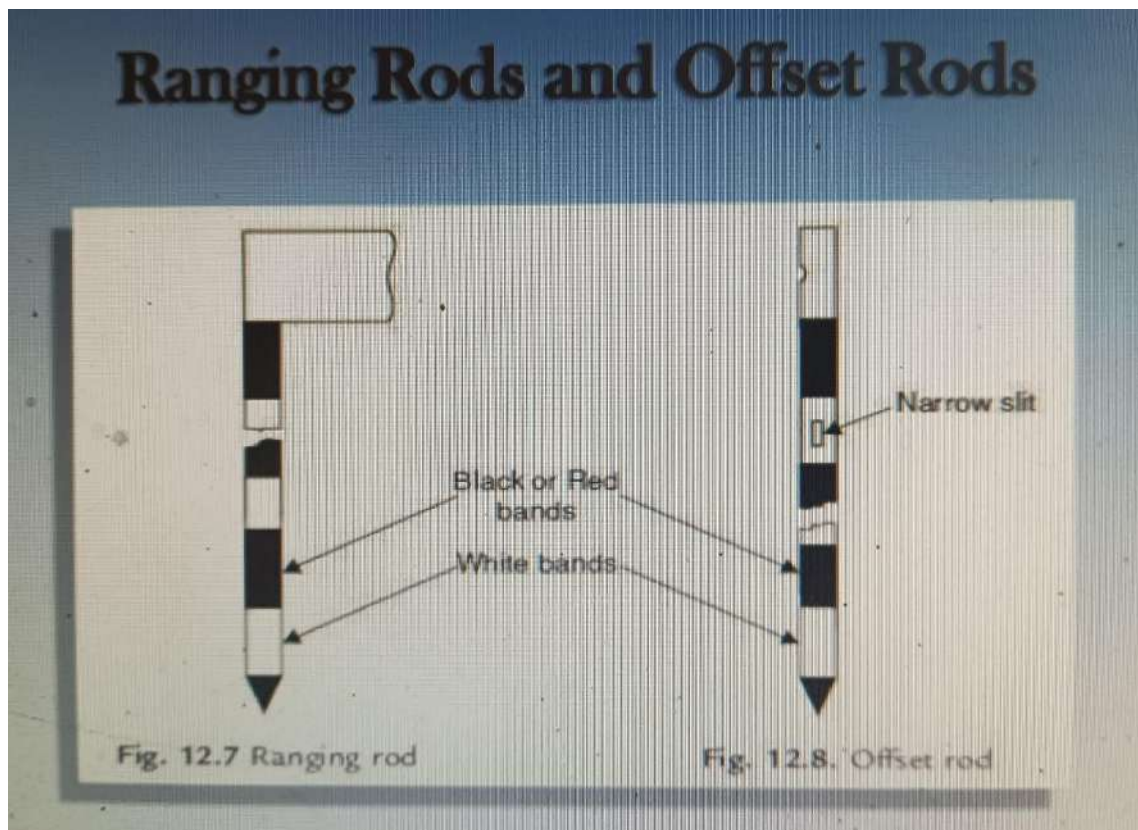 Ranging Rods and Offset Rods
Narrow slit
Black or Red
bands
White bands
Fig. 12.7 Ranging rod
Fig. 12.8. Offset rod